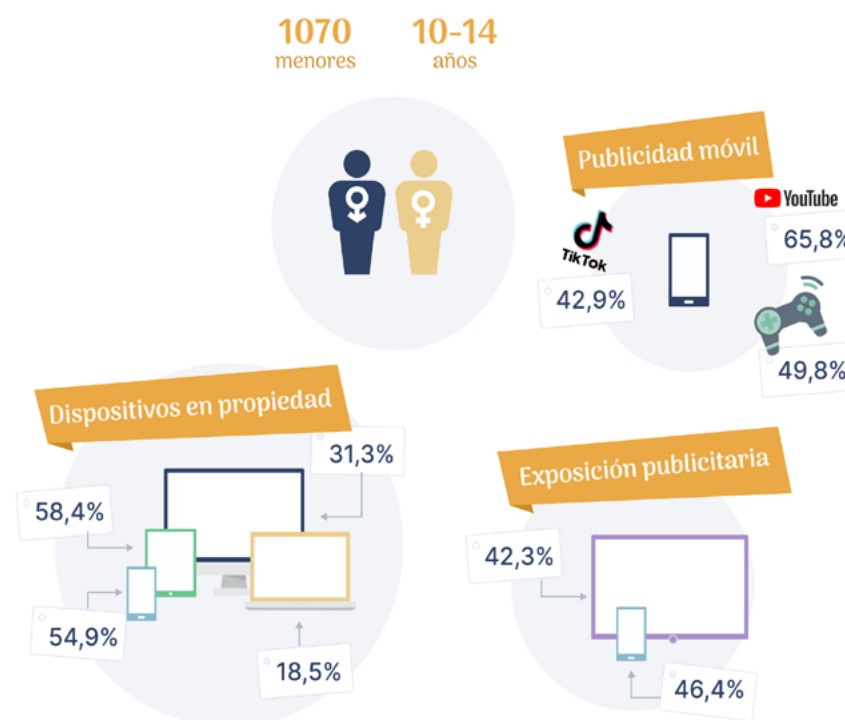 1070
menores
10-14
años
Publicidad móvil
YouTube
65,8%
TikTok
42,9%
49,8%
Dispositivos en propiedad
31,3%
58,4%
54,9%
18,5%
Exposición publicitaria
42,3%
46,4%